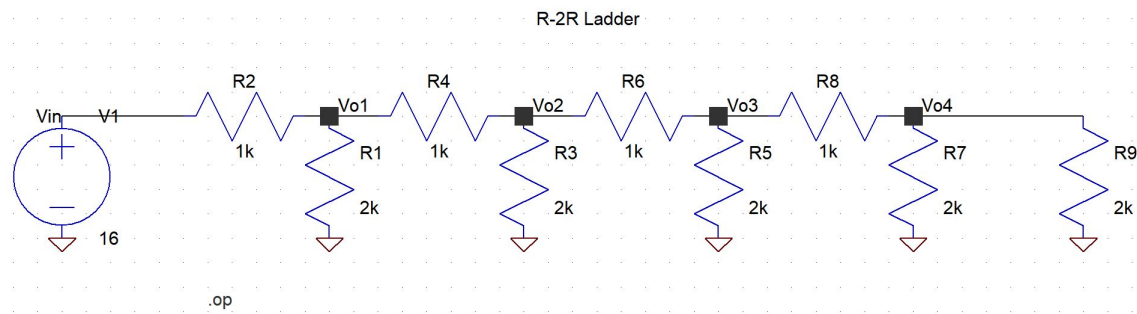 R-2R Ladder
R2 R4 R6 R8
Vin V1 Vo1 Vo2 Vo3 Vo4
1k R1 1k R3 1k R5 1k R7 R9
2k 2k 2k 2k 2k
16
.op